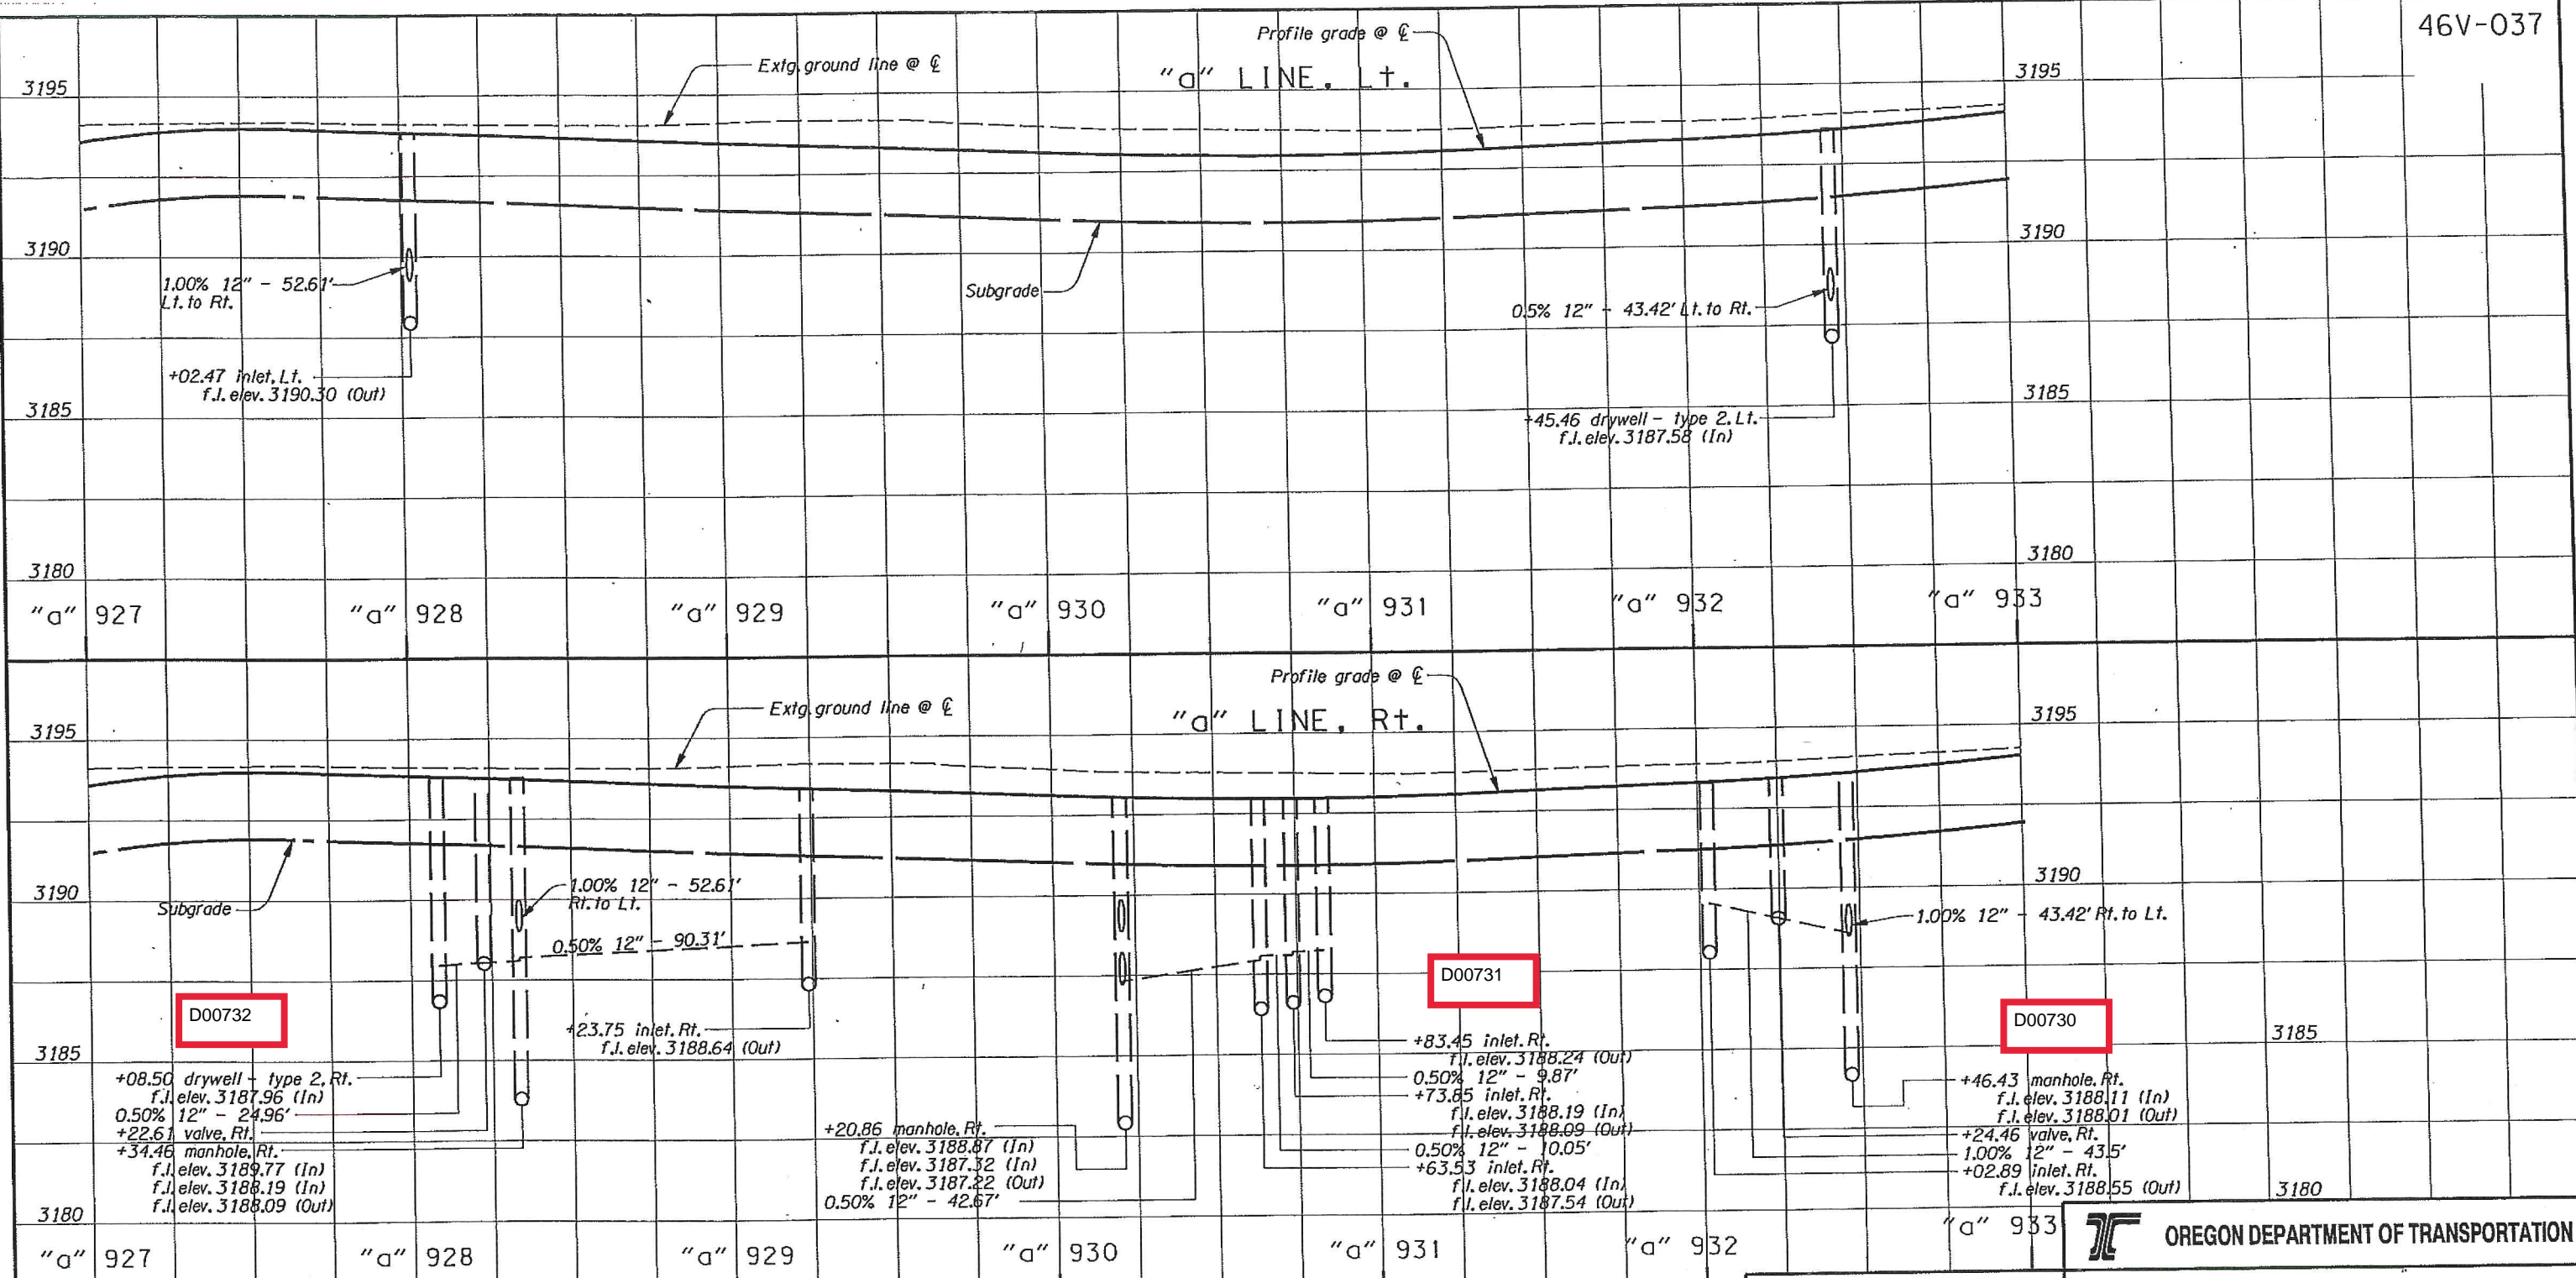 46V-037
Profile grade @ ℄
Extg. ground line @ ℄
"a" LINE, Lt.
3195
3195
3190
3190
1.00% 12" - 52.61'
Lt. to Rt.
Subgrade
0.5% 12" - 43.42' Lt. to Rt.
+02.47 inlet, Lt.
f.l. elev. 3190.30 (Out)
3185
3185
+45.46 drywell - type 2, Lt.
f.l. elev. 3187.58 (In)
3180
3180
"a" 927
"a" 928
"a" 929
"a" 930
"a" 931
"a" 932
"a" 933
Profile grade @ ℄
Extg. ground line @ ℄
"a" LINE, Rt.
3195
3195
3190
3190
Subgrade
1.00% 12" - 52.61'
Rt. to Lt.
0.50% 12" - 90.31'
1.00% 12" - 43.42' Rt. to Lt.
D00732
D00731
D00730
3185
3185
+23.75 inlet, Rt.
f.l. elev. 3188.64 (Out)
+08.50 drywell - type 2, Rt.
f.l. elev. 3187.96 (In)
0.50% 12" - 24.96'
+22.61 valve, Rt.
+34.46 manhole, Rt.
f.l. elev. 3189.77 (In)
f.l. elev. 3188.19 (In)
f.l. elev. 3188.09 (Out)
+20.86 manhole, Rt.
f.l. elev. 3188.87 (In)
f.l. elev. 3187.32 (In)
f.l. elev. 3187.22 (Out)
0.50% 12" - 42.67'
+83.45 inlet, Rt.
f.l. elev. 3188.24 (Out)
0.50% 12" - 9.87'
+73.85 inlet, Rt.
f.l. elev. 3188.19 (In)
f.l. elev. 3188.09 (Out)
0.50% 12" - 10.05'
+63.53 inlet, Rt.
f.l. elev. 3188.04 (In)
f.l. elev. 3187.54 (Out)
+46.43 manhole, Rt.
f.l. elev. 3188.11 (In)
f.l. elev. 3188.01 (Out)
+24.46 valve, Rt.
1.00% 12" - 43.5'
+02.89 inlet, Rt.
f.l. elev. 3188.55 (Out)
3180
3180
"a" 927
"a" 928
"a" 929
"a" 930
"a" 931
"a" 932
"a" 933
OREGON DEPARTMENT OF TRANSPORTATION